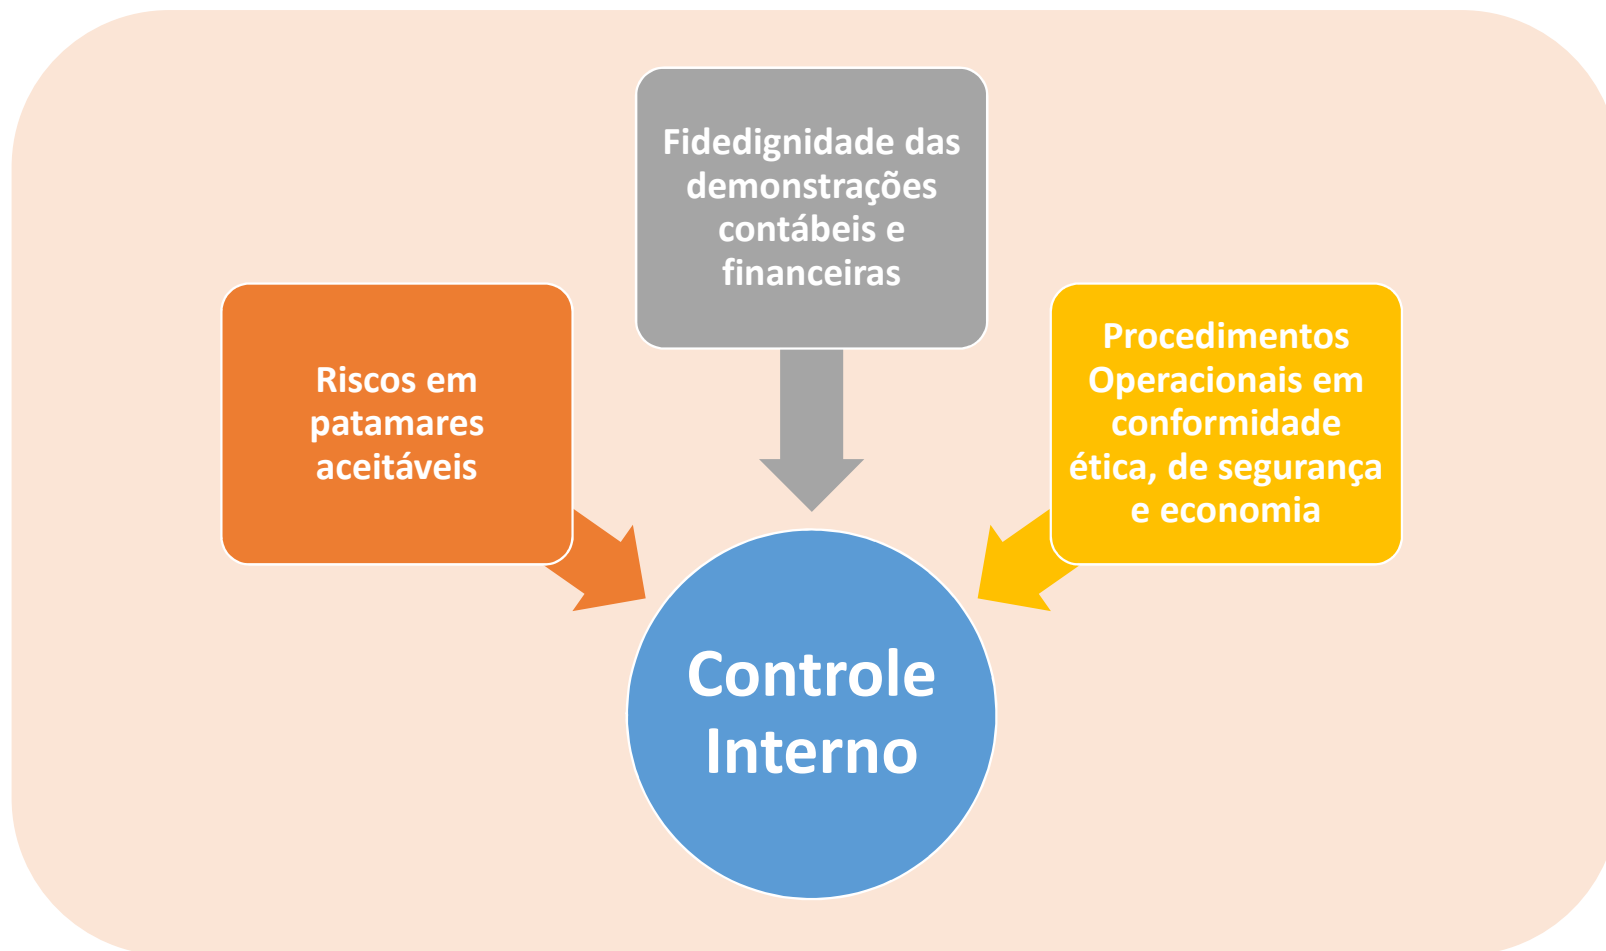 Fidedignidade das
demonstrações
contábeis e
financeiras
Riscos em
patamares
aceitáveis
Procedimentos
Operacionais em
conformidade
ética, de segurança
e economia
Controle
Interno